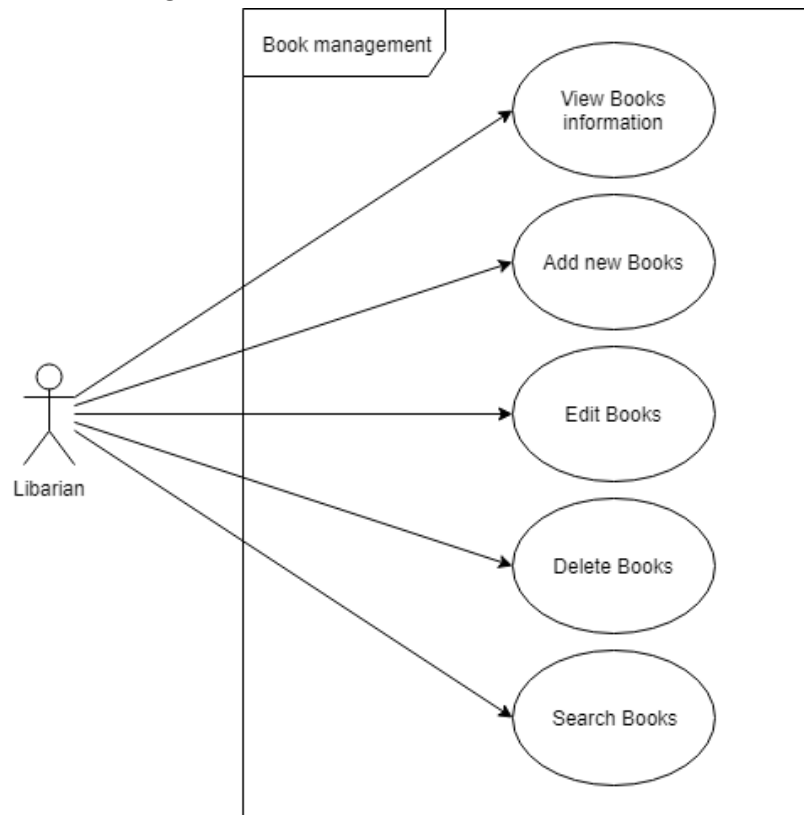 Book management
View Books
information
Add new Books
Edit Books
Libarian
Delete Books
Search Books